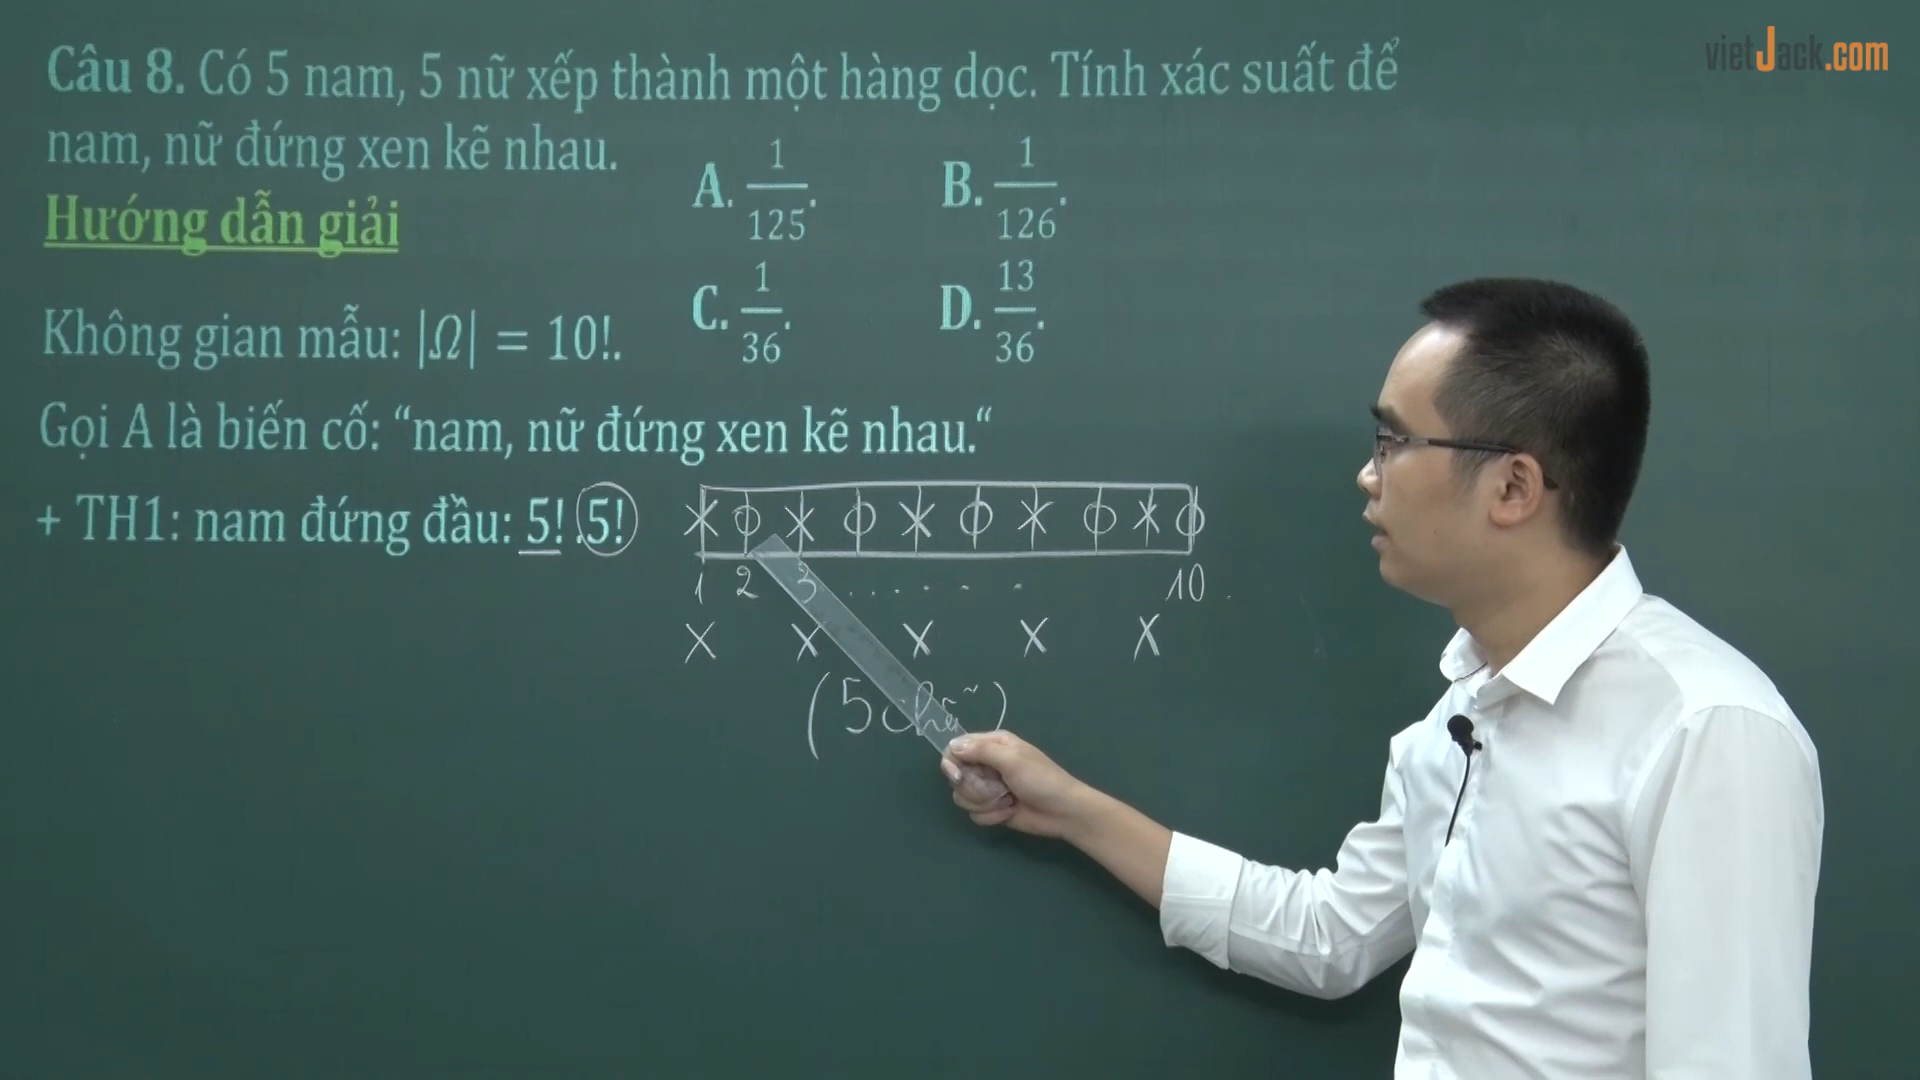 vietJack.com
Câu 8. Có 5 nam, 5 nữ xếp thành một hàng dọc. Tính xác suất để
nam, nữ đứng xen kẽ nhau.
A. 1/125. B. 1/126.
C. 1/36. D. 13/36.
Hướng dẫn giải
Không gian mẫu: |Ω| = 10!.
Gọi A là biến cố: “nam, nữ đứng xen kẽ nhau.“
+ TH1: nam đứng đầu: 5! .5!
1 2 3 ....... 10
X X X X X
(5 chỗ)